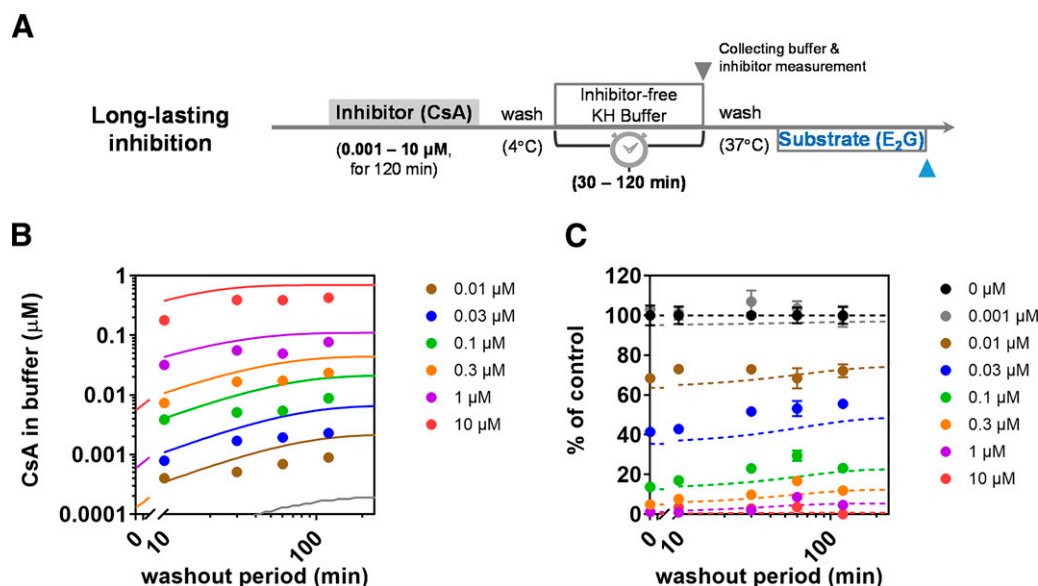 A
Long-lasting
inhibition
Inhibitor (CsA)
(0.001 – 10 μM,
for 120 min)
wash
(4°C)
Inhibitor-free
KH Buffer
(30 – 120 min)
Collecting buffer &
inhibitor measurement
wash
(37°C)
Substrate (E₂G)
B
CsA in buffer (μM)
1
0.1
0.01
0.001
0.0001
0
10
100
washout period (min)
0.01 μM
0.03 μM
0.1 μM
0.3 μM
1 μM
10 μM
C
% of control
120
100
80
60
40
20
0
0
10
100
washout period (min)
0 μM
0.001 μM
0.01 μM
0.03 μM
0.1 μM
0.3 μM
1 μM
10 μM